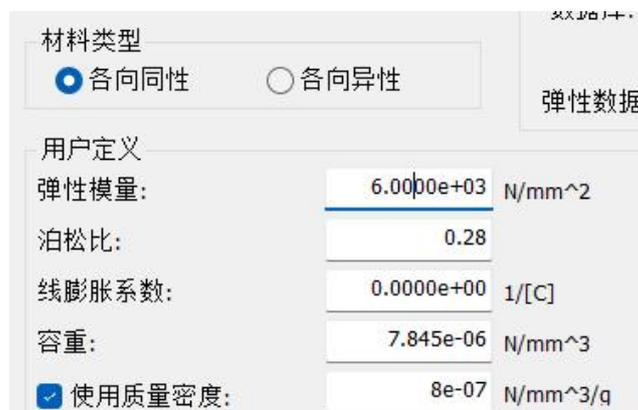 材料类型
各向同性 各向异性
弹性数据
用户定义
弹性模量: 6.0000e+03 N/mm^2
泊松比: 0.28
线膨胀系数: 0.0000e+00 1/[C]
容重: 7.845e-06 N/mm^3
使用质量密度: 8e-07 N/mm^3/g